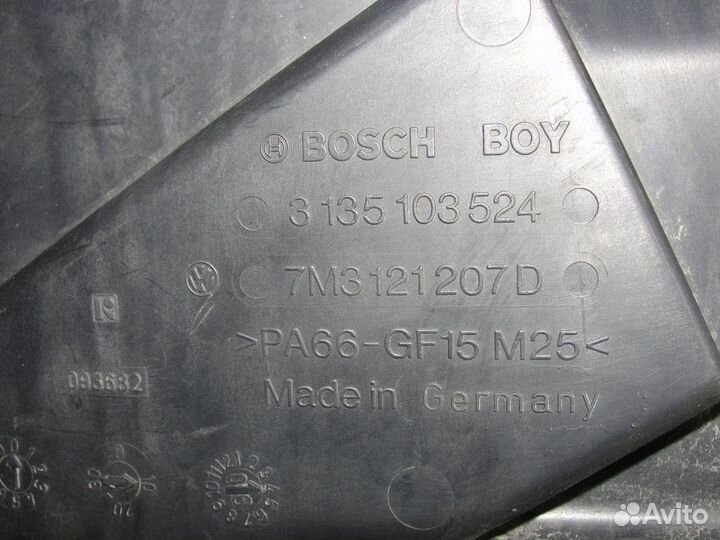 BOSCH BOY
3 135 103 524
7M3 121 207 D
>PA66-GF15 M25<
Made in Germany
R
093682
Avito